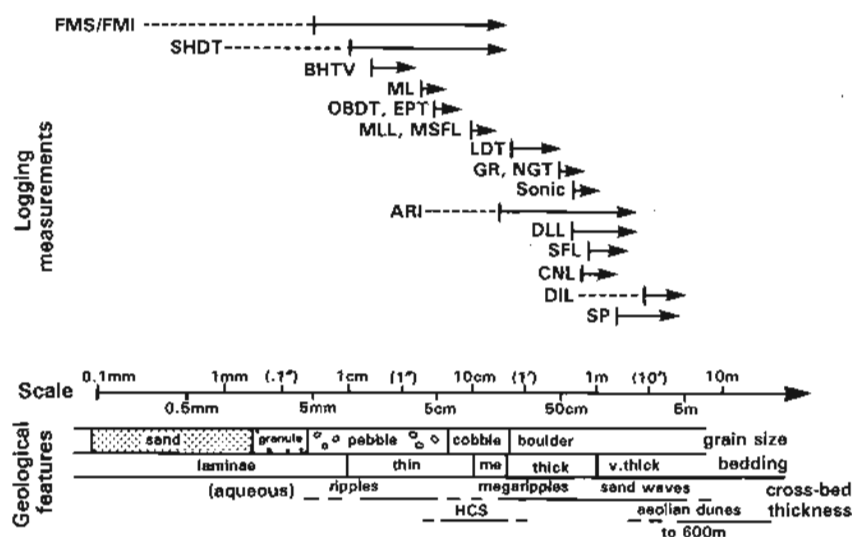 FMS/FMI
SHDT
BHTV
ML
OBDT, EPT
MLL, MSFL
LDT
GR, NGT
Sonic
ARI
DLL
SFL
CNL
DIL
SP
Logging measurements
0.1mm 1mm (.1") 1cm (1") 10cm (1') 1m (10') 10m
Scale
0.5mm 5mm 5cm 50cm 6m
Geological features
sand granule pebble cobble boulder grain size
laminae thin me thick v.thick bedding
(aqueous) ripples megaripples sand waves cross-bed
HCS aeolian dunes thickness
to 600m